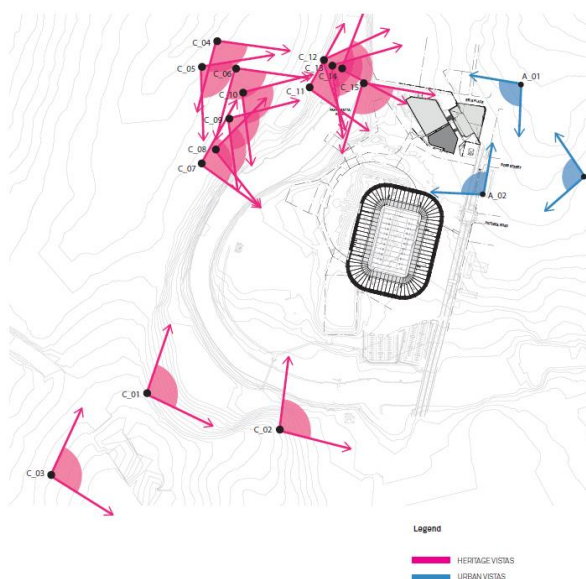 C_04
C_05
C_06
C_12
C_13
C_14
C_10
C_11
C_15
A_01
C_09
C_08
C_07
A_02
C_01
C_02
C_03
Legend
HERITAGE VISTAS
URBAN VISTAS